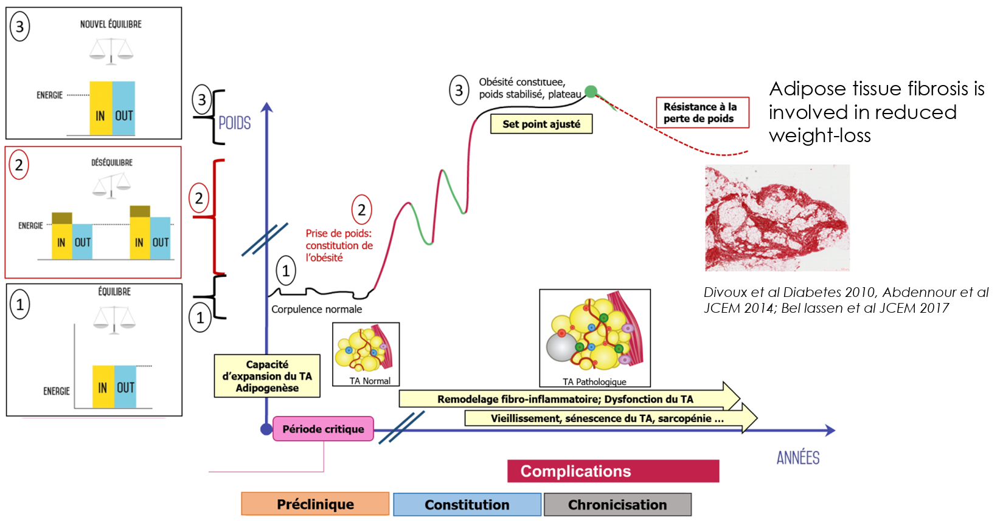 3
NOUVEL ÉQUILIBRE
ENERGIE
IN
OUT
2
DÉSÉQUILIBRE
ENERGIE
IN
OUT
IN
OUT
1
ÉQUILIBRE
ENERGIE
IN
OUT
3
2
1
POIDS
3
Obésité constituee,
poids stabilisé, plateau
Set point ajusté
Résistance à la
perte de poids
2
Prise de poids:
constitution de
l'obésité
1
Corpulence normale
Adipose tissue fibrosis is
involved in reduced
weight-loss
Divoux et al Diabetes 2010, Abdennour et al
JCEM 2014; Bel lassen et al JCEM 2017
Capacité
d'expansion du TA
Adipogenèse
TA Normal
TA Pathologique
Remodelage fibro-inflammatoire; Dysfonction du TA
Vieillissement, sénescence du TA, sarcopénie ...
Période critique
ANNÉES
Complications
Préclinique
Constitution
Chronicisation